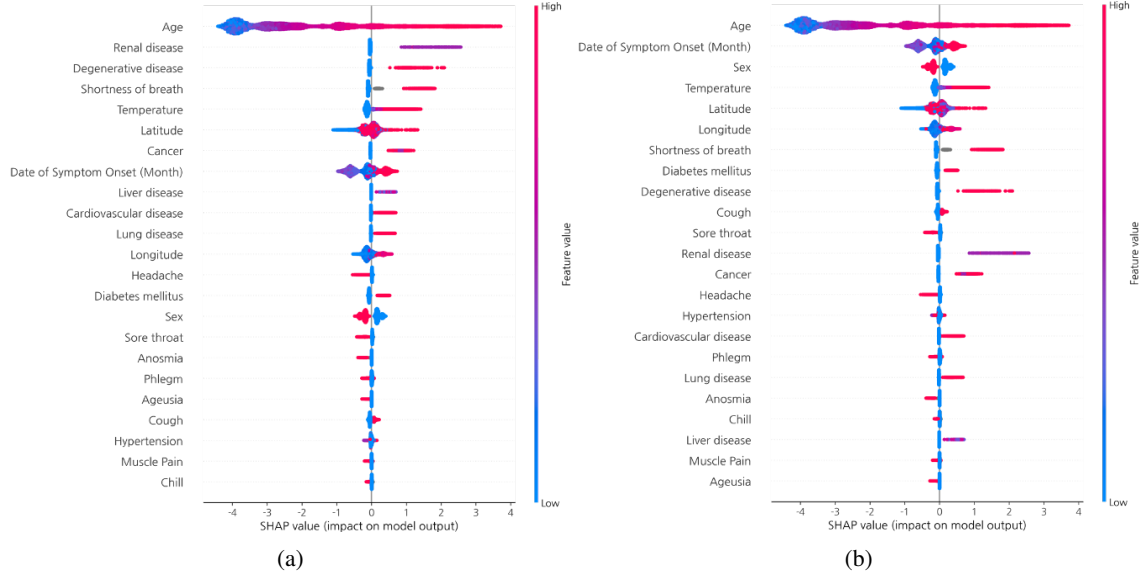 High
Age
Renal disease
Degenerative disease
Shortness of breath
Temperature
Latitude
Cancer
Date of Symptom Onset (Month)
Liver disease
Cardiovascular disease
Lung disease
Longitude
Headache
Diabetes mellitus
Sex
Sore throat
Anosmia
Phlegm
Ageusia
Cough
Hypertension
Muscle Pain
Chill
Feature value
Low
-4 -3 -2 -1 0 1 2 3 4
SHAP value (impact on model output)
(a)
High
Age
Date of Symptom Onset (Month)
Sex
Temperature
Latitude
Longitude
Shortness of breath
Diabetes mellitus
Degenerative disease
Cough
Sore throat
Renal disease
Cancer
Headache
Hypertension
Cardiovascular disease
Phlegm
Lung disease
Anosmia
Chill
Liver disease
Muscle Pain
Ageusia
Feature value
Low
-4 -3 -2 -1 0 1 2 3 4
SHAP value (impact on model output)
(b)